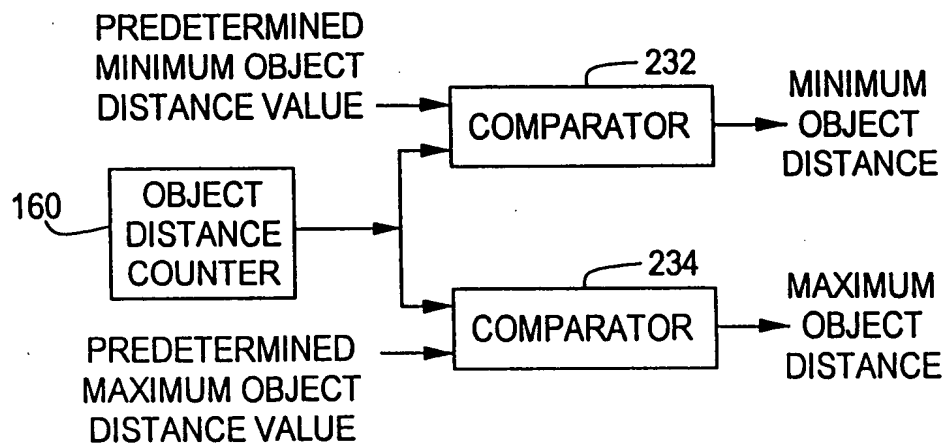 PREDETERMINED
MINIMUM OBJECT
DISTANCE VALUE
232
COMPARATOR
MINIMUM
OBJECT
DISTANCE
160
OBJECT
DISTANCE
COUNTER
234
COMPARATOR
MAXIMUM
OBJECT
DISTANCE
PREDETERMINED
MAXIMUM OBJECT
DISTANCE VALUE